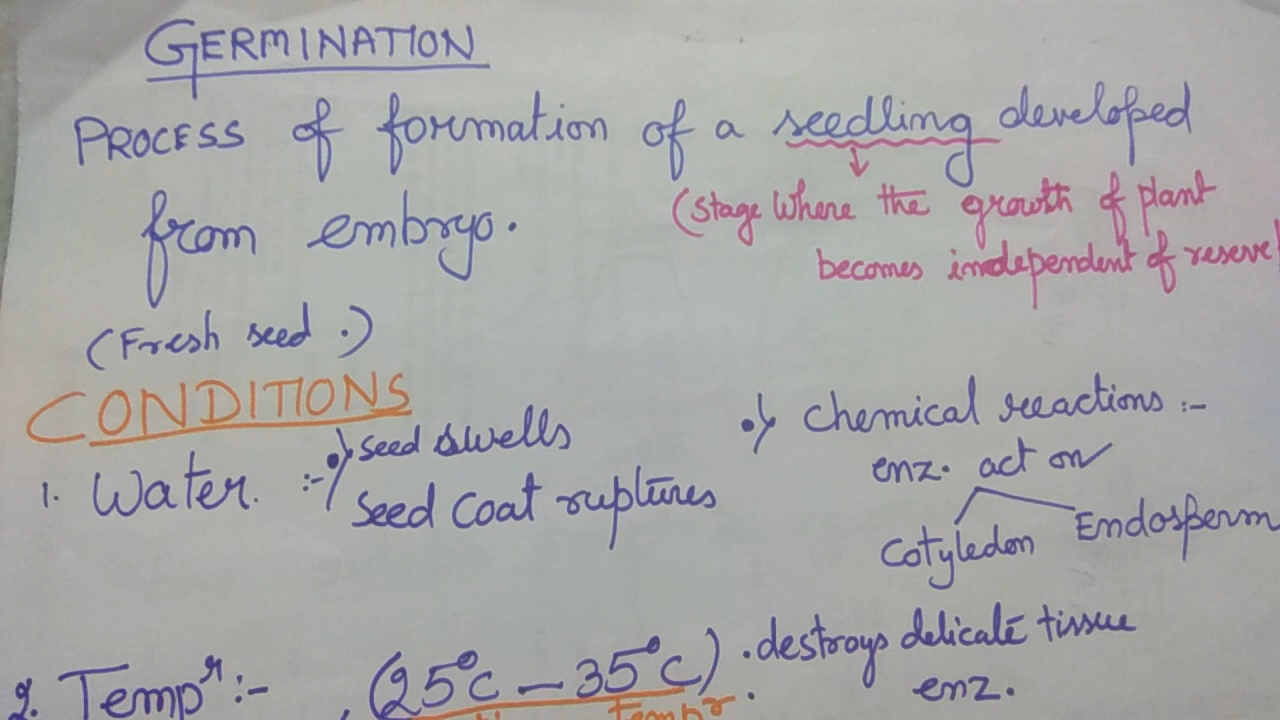 GERMINATION
PROCESS of formation of a seedling developed
from embryo.
(stage where the growth of plant
becomes independent of reserve
(Fresh seed .)
CONDITIONS
1. Water. :- •) seed swells
seed coat ruptures
•) chemical reactions :-
enz. act on
cotyledon Endosperm
2. Tempr :- (25°c - 35°c) . destroys delicate tissue
enz.
Tempr.